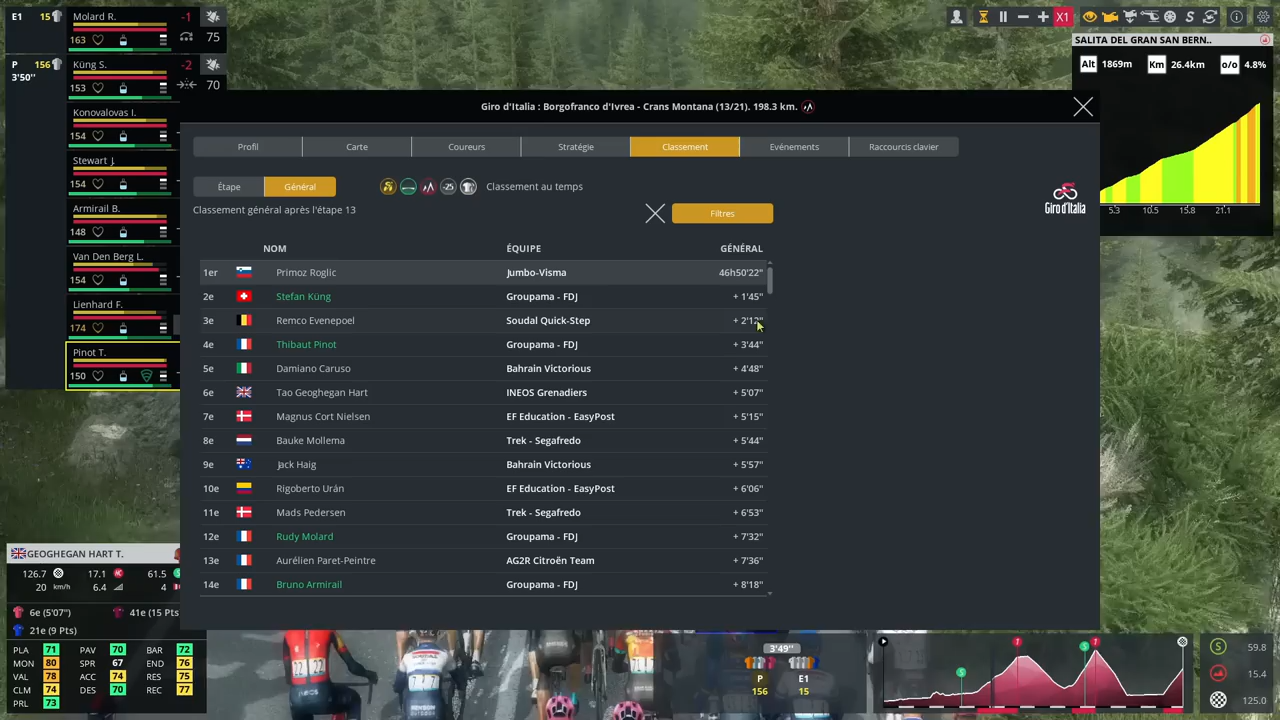 E1 15
P 156
3'50''
Molard R.
-1
163
75
Küng S.
-2
153
70
Konovalovas I.
154
Stewart J.
154
Armirail B.
148
Van Den Berg L.
154
Lienhard F.
174
Pinot T.
150
X1
SALITA DEL GRAN SAN BERN..
Alt 1869m Km 26.4km o/o 4.8%
5.3 10.5 15.8 21.1
Giro d'Italia : Borgofranco d'Ivrea - Crans Montana (13/21). 198.3 km.
Profil Carte Coureurs Stratégie Classement Evénements Raccourcis clavier
Étape Général Classement au temps
Classement général après l'étape 13
Filtres
Giro d'Italia
NOM ÉQUIPE GÉNÉRAL
1er Primoz Roglic Jumbo-Visma 46h50'22''
2e Stefan Küng Groupama - FDJ + 1'45''
3e Remco Evenepoel Soudal Quick-Step + 2'12''
4e Thibaut Pinot Groupama - FDJ + 3'44''
5e Damiano Caruso Bahrain Victorious + 4'48''
6e Tao Geoghegan Hart INEOS Grenadiers + 5'07''
7e Magnus Cort Nielsen EF Education - EasyPost + 5'15''
8e Bauke Mollema Trek - Segafredo + 5'44''
9e Jack Haig Bahrain Victorious + 5'57''
10e Rigoberto Urán EF Education - EasyPost + 6'06''
11e Mads Pedersen Trek - Segafredo + 6'53''
12e Rudy Molard Groupama - FDJ + 7'32''
13e Aurélien Paret-Peintre AG2R Citroën Team + 7'36''
14e Bruno Armirail Groupama - FDJ + 8'18''
GEOGHEGAN HART T.
126.7 17.1 61.5
20 km/h 6.4 4
6e (5'07'') 41e (15 Pts
21e (9 Pts)
PLA 71 PAV 70 BAR 72
MON 80 SPR 67 END 76
VAL 78 ACC 74 RES 75
CLM 74 DES 70 REC 77
PRL 73
3'49''
P E1
156 15
S 59.8
15.4
125.0